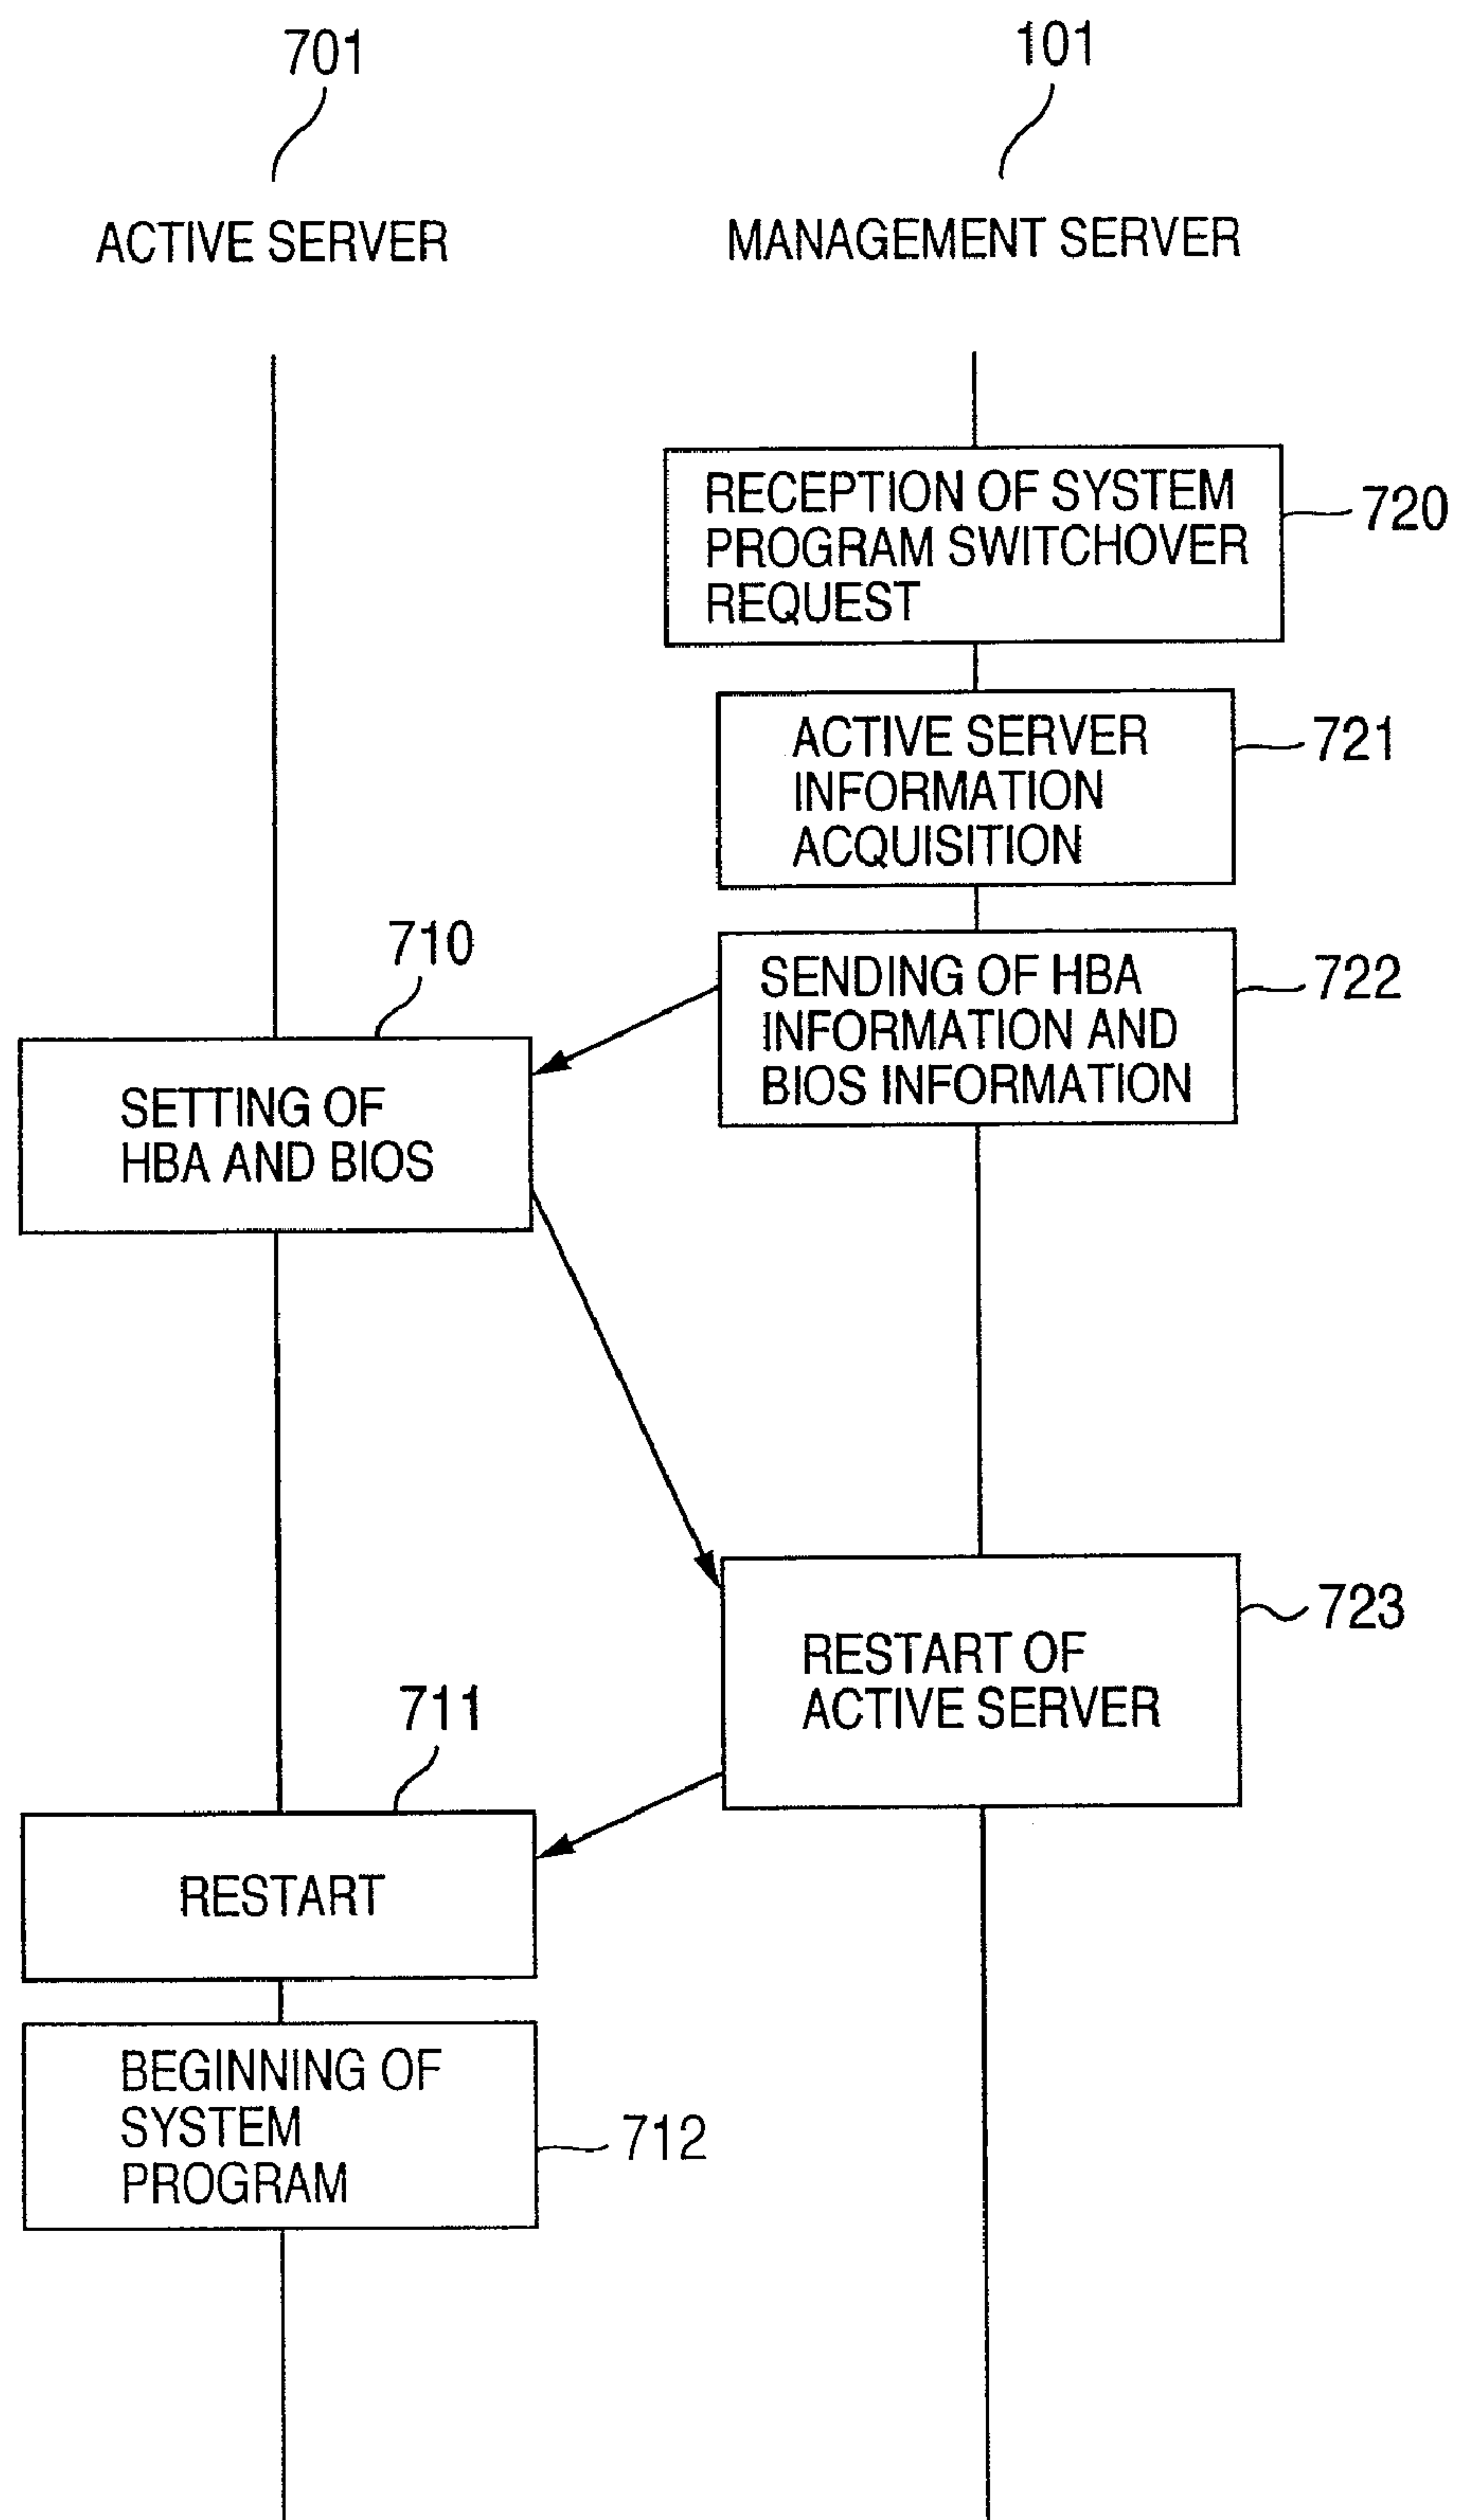 701
101
ACTIVE SERVER
MANAGEMENT SERVER
RECEPTION OF SYSTEM
PROGRAM SWITCHOVER
REQUEST
720
ACTIVE SERVER
INFORMATION
ACQUISITION
721
710
SENDING OF HBA
INFORMATION AND
BIOS INFORMATION
722
SETTING OF
HBA AND BIOS
RESTART OF
ACTIVE SERVER
723
711
RESTART
BEGINNING OF
SYSTEM
PROGRAM
712